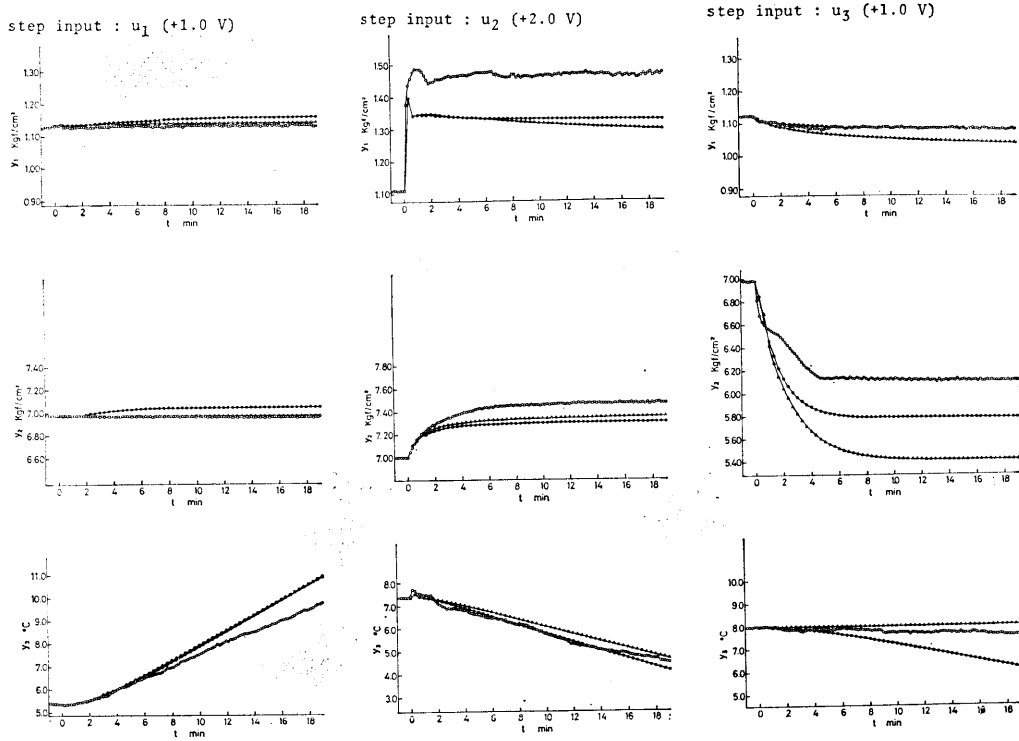 step input : u₁ (+1.0 V)
step input : u₂ (+2.0 V)
step input : u₃ (+1.0 V)
y₁ Kgf/cm²
1.30
1.20
1.10
1.00
0.90
0 2 4 6 8 10 12 14 16 18
t min
y₁ Kgf/cm²
1.50
1.40
1.30
1.20
1.10
0 2 4 6 8 10 12 14 16 18
t min
y₁ Kgf/cm²
1.30
1.20
1.10
1.00
0.90
0 2 4 6 8 10 12 14 16 18
t min
y₂ Kgf/cm²
7.40
7.20
7.00
6.80
6.60
0 2 4 6 8 10 12 14 16 18
t min
y₂ Kgf/cm²
7.80
7.60
7.40
7.20
7.00
0 2 4 6 8 10 12 14 16 18
t min
y₂ Kgf/cm²
7.00
6.60
6.20
5.80
5.40
0 2 4 6 8 10 12 14 16 18
t min
y₃ °C
11.0
10.0
9.0
8.0
7.0
6.0
5.0
0 2 4 6 8 10 12 14 16 18
t min
y₃ °C
8.0
7.0
6.0
5.0
4.0
3.0
0 2 4 6 8 10 12 14 16 18
t min
y₃ °C
10.0
9.0
8.0
7.0
6.0
5.0
0 2 4 6 8 10 12 14 16 18
t min